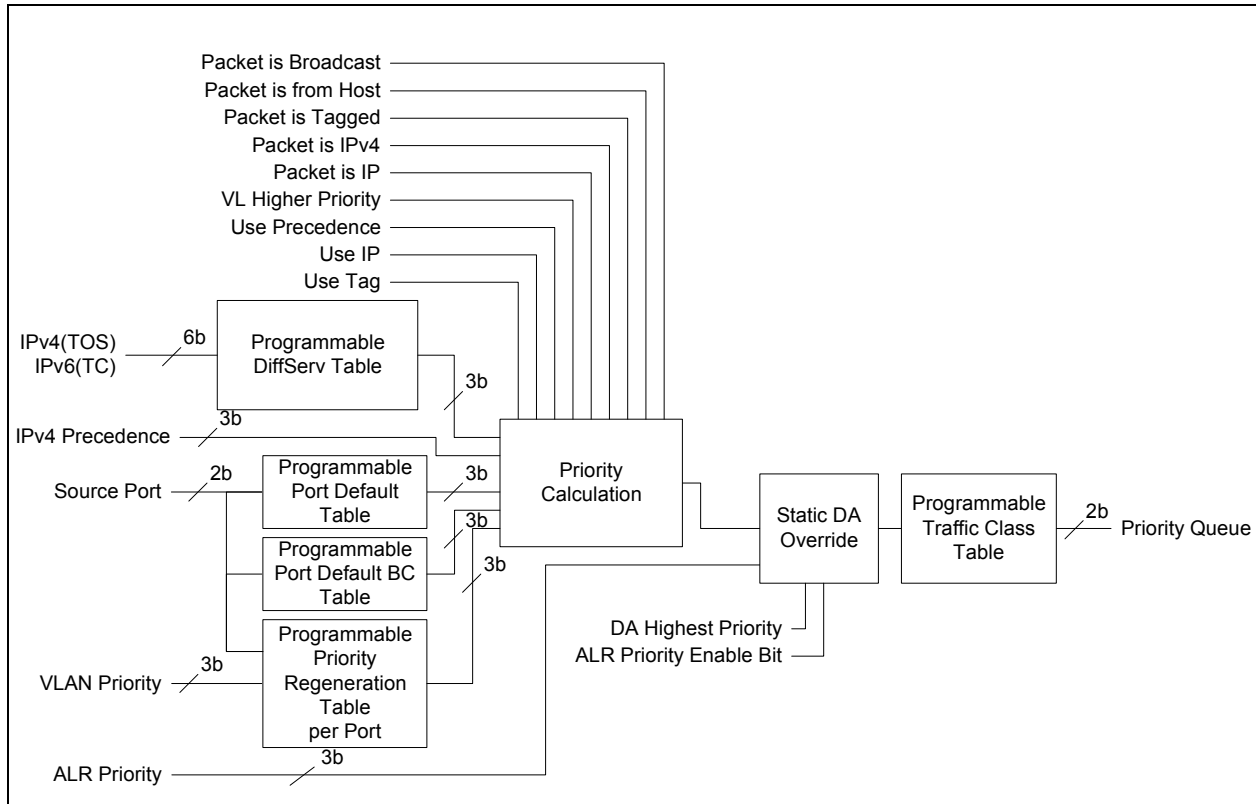 Packet is Broadcast
Packet is from Host
Packet is Tagged
Packet is IPv4
Packet is IP
VL Higher Priority
Use Precedence
Use IP
Use Tag
IPv4(TOS)
IPv6(TC)
6b
Programmable
DiffServ Table
3b
IPv4 Precedence
3b
Source Port
2b
Programmable
Port Default
Table
3b
Programmable
Port Default BC
Table
3b
VLAN Priority
3b
Programmable
Priority
Regeneration
Table
per Port
3b
ALR Priority
3b
Priority
Calculation
Static DA
Override
DA Highest Priority
ALR Priority Enable Bit
Programmable
Traffic Class
Table
2b
Priority Queue